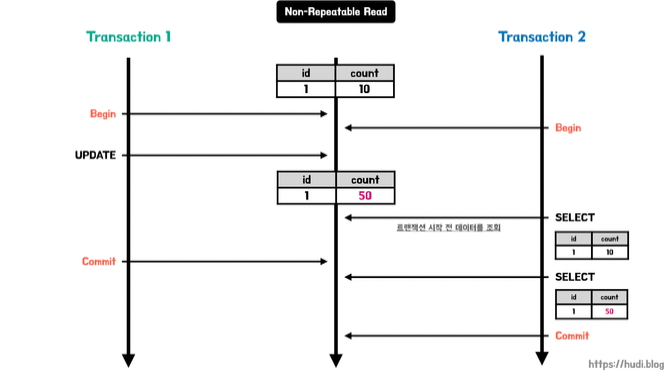 Non-Repeatable Read
Transaction 1
Transaction 2
id count
1 10
Begin
Begin
UPDATE
id count
1 50
SELECT
트랜잭션 시작 전 데이터를 조회
id count
1 10
Commit
SELECT
id count
1 50
Commit
https://hudi.blog